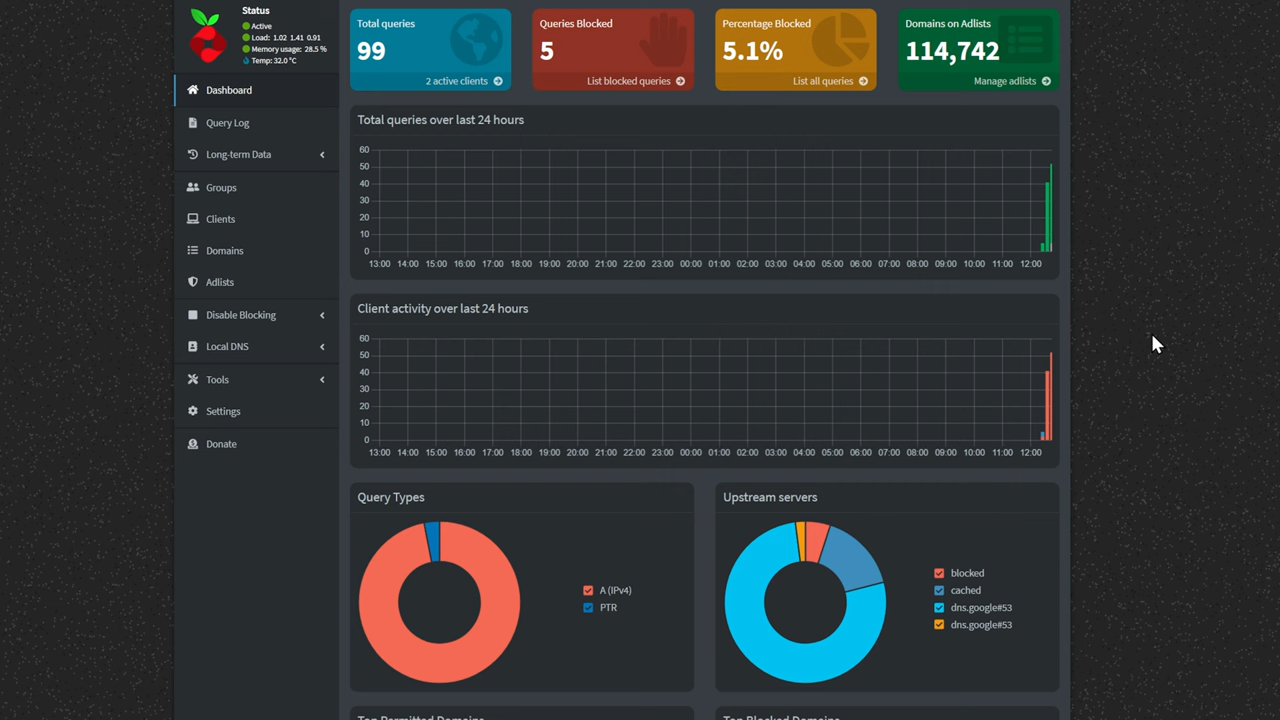 Status
Active
Load: 1.02 1.41 0.91
Memory usage: 28.5 %
Temp: 32.0 °C
Dashboard
Query Log
Long-term Data
Groups
Clients
Domains
Adlists
Disable Blocking
Local DNS
Tools
Settings
Donate
Total queries
99
2 active clients
Queries Blocked
5
List blocked queries
Percentage Blocked
5.1%
List all queries
Domains on Adlists
114,742
Manage adlists
Total queries over last 24 hours
60
50
40
30
20
10
0
13:00 14:00 15:00 16:00 17:00 18:00 19:00 20:00 21:00 22:00 23:00 00:00 01:00 02:00 03:00 04:00 05:00 06:00 07:00 08:00 09:00 10:00 11:00 12:00
Client activity over last 24 hours
60
50
40
30
20
10
0
13:00 14:00 15:00 16:00 17:00 18:00 19:00 20:00 21:00 22:00 23:00 00:00 01:00 02:00 03:00 04:00 05:00 06:00 07:00 08:00 09:00 10:00 11:00 12:00
Query Types
A (IPv4)
PTR
Upstream servers
blocked
cached
dns.google#53
dns.google#53
Top Permitted Domains
Top Blocked Domains